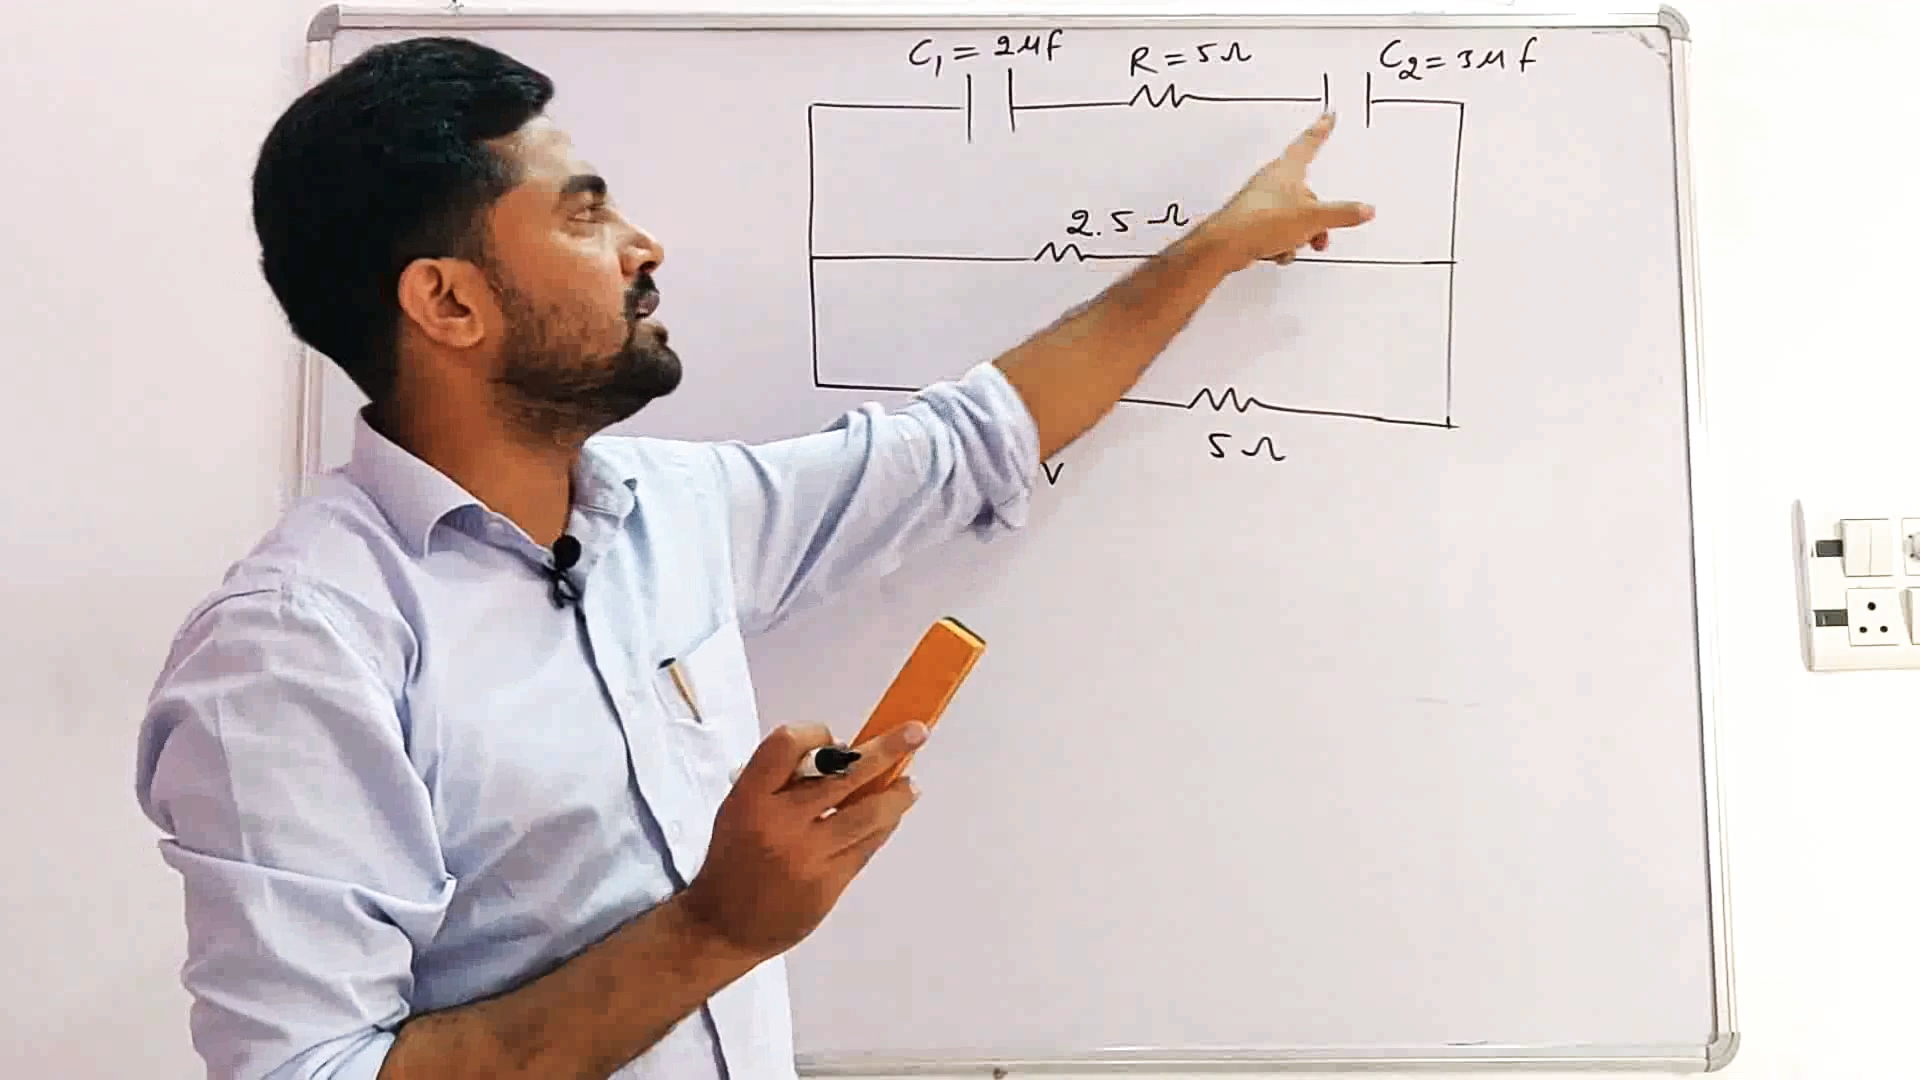 C₁ = 2μf
R = 5Ω
C₂ = 3μf
2.5 Ω
5Ω
V